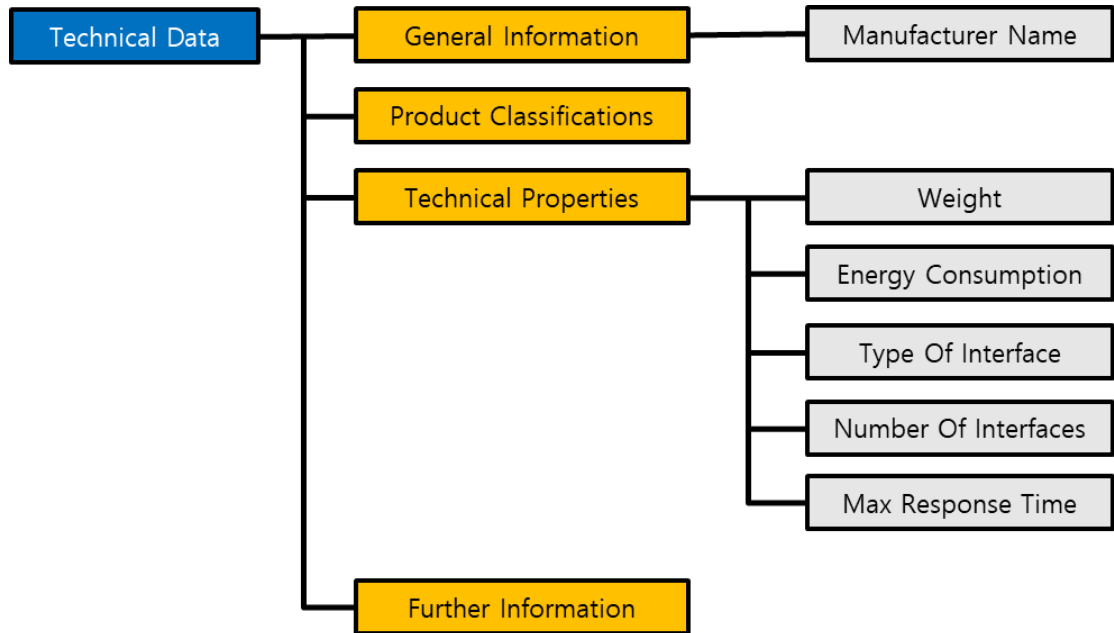 Technical Data
General Information
Manufacturer Name
Product Classifications
Technical Properties
Weight
Energy Consumption
Type Of Interface
Number Of Interfaces
Max Response Time
Further Information